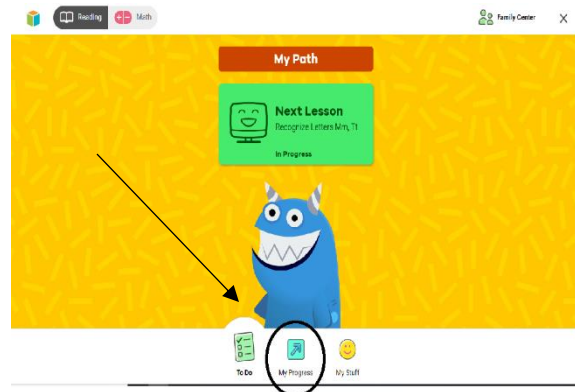 Reading Math
Family Center X
My Path
Next Lesson
Recognize Letters Mm, Tt
In Progress
To Do My Progress My Stuff